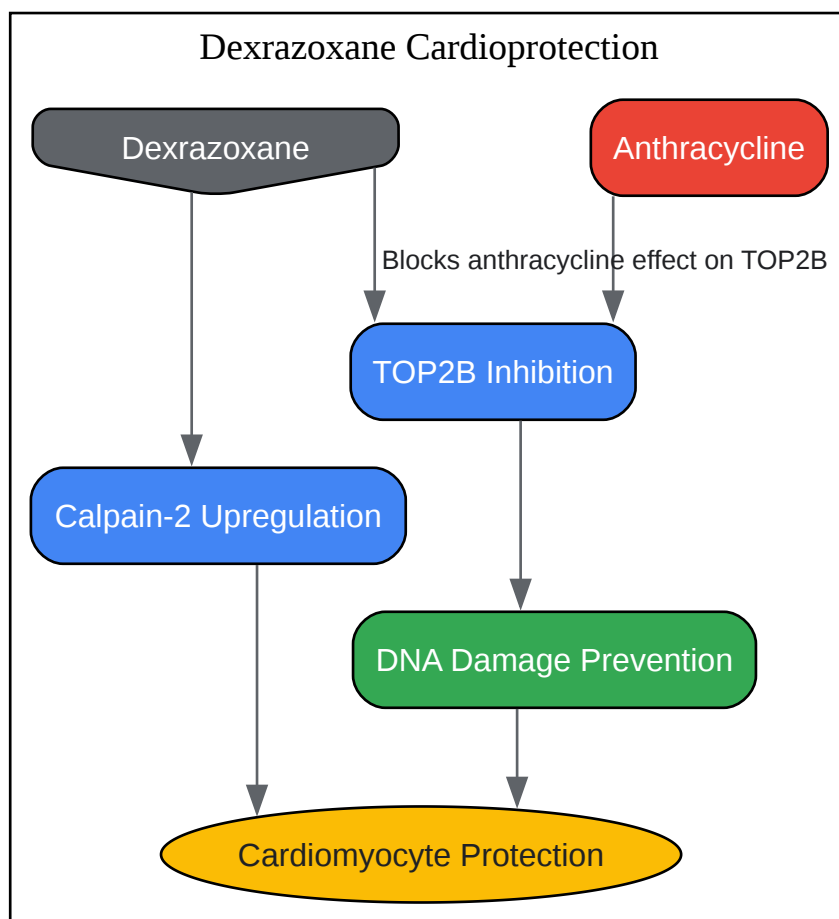 Dexrazoxane Cardioprotection
Dexrazoxane
Anthracycline
Blocks anthracycline effect on TOP2B
TOP2B Inhibition
Calpain-2 Upregulation
DNA Damage Prevention
Cardiomyocyte Protection